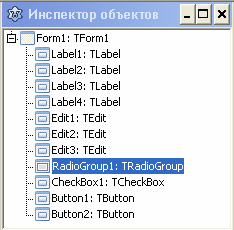 Инспектор объектов
Form1: TForm1
Label1: TLabel
Label2: TLabel
Label3: TLabel
Label4: TLabel
Edit1: TEdit
Edit2: TEdit
Edit3: TEdit
RadioGroup1: TRadioGroup
CheckBox1: TCheckBox
Button1: TButton
Button2: TButton